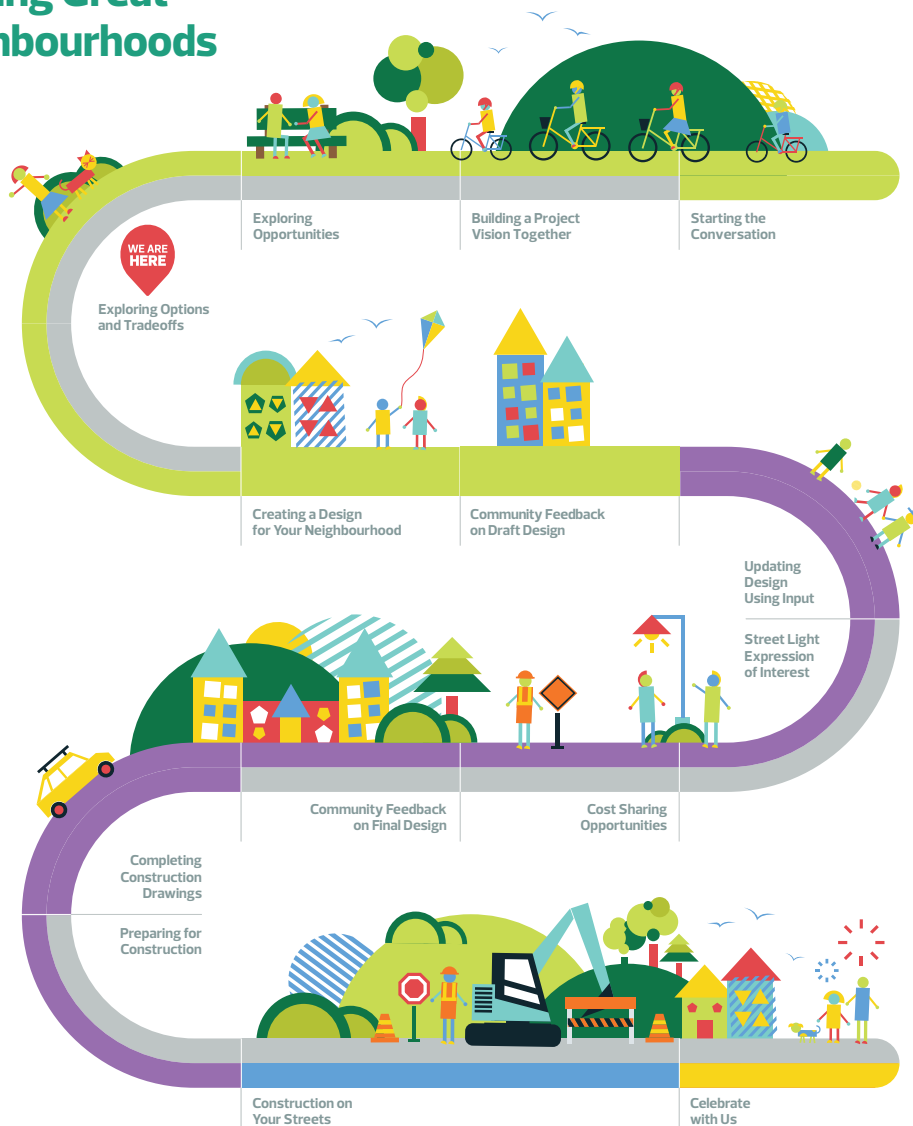 nbourhoods
WE ARE
HERE
Exploring
Opportunities
Building a Project
Vision Together
Starting the
Conversation
Exploring Options
and Tradeoffs
Creating a Design
for Your Neighbourhood
Community Feedback
on Draft Design
Updating
Design
Using Input
Street Light
Expression
of Interest
Community Feedback
on Final Design
Cost Sharing
Opportunities
Completing
Construction
Drawings
Preparing for
Construction
Construction on
Your Streets
Celebrate
with Us